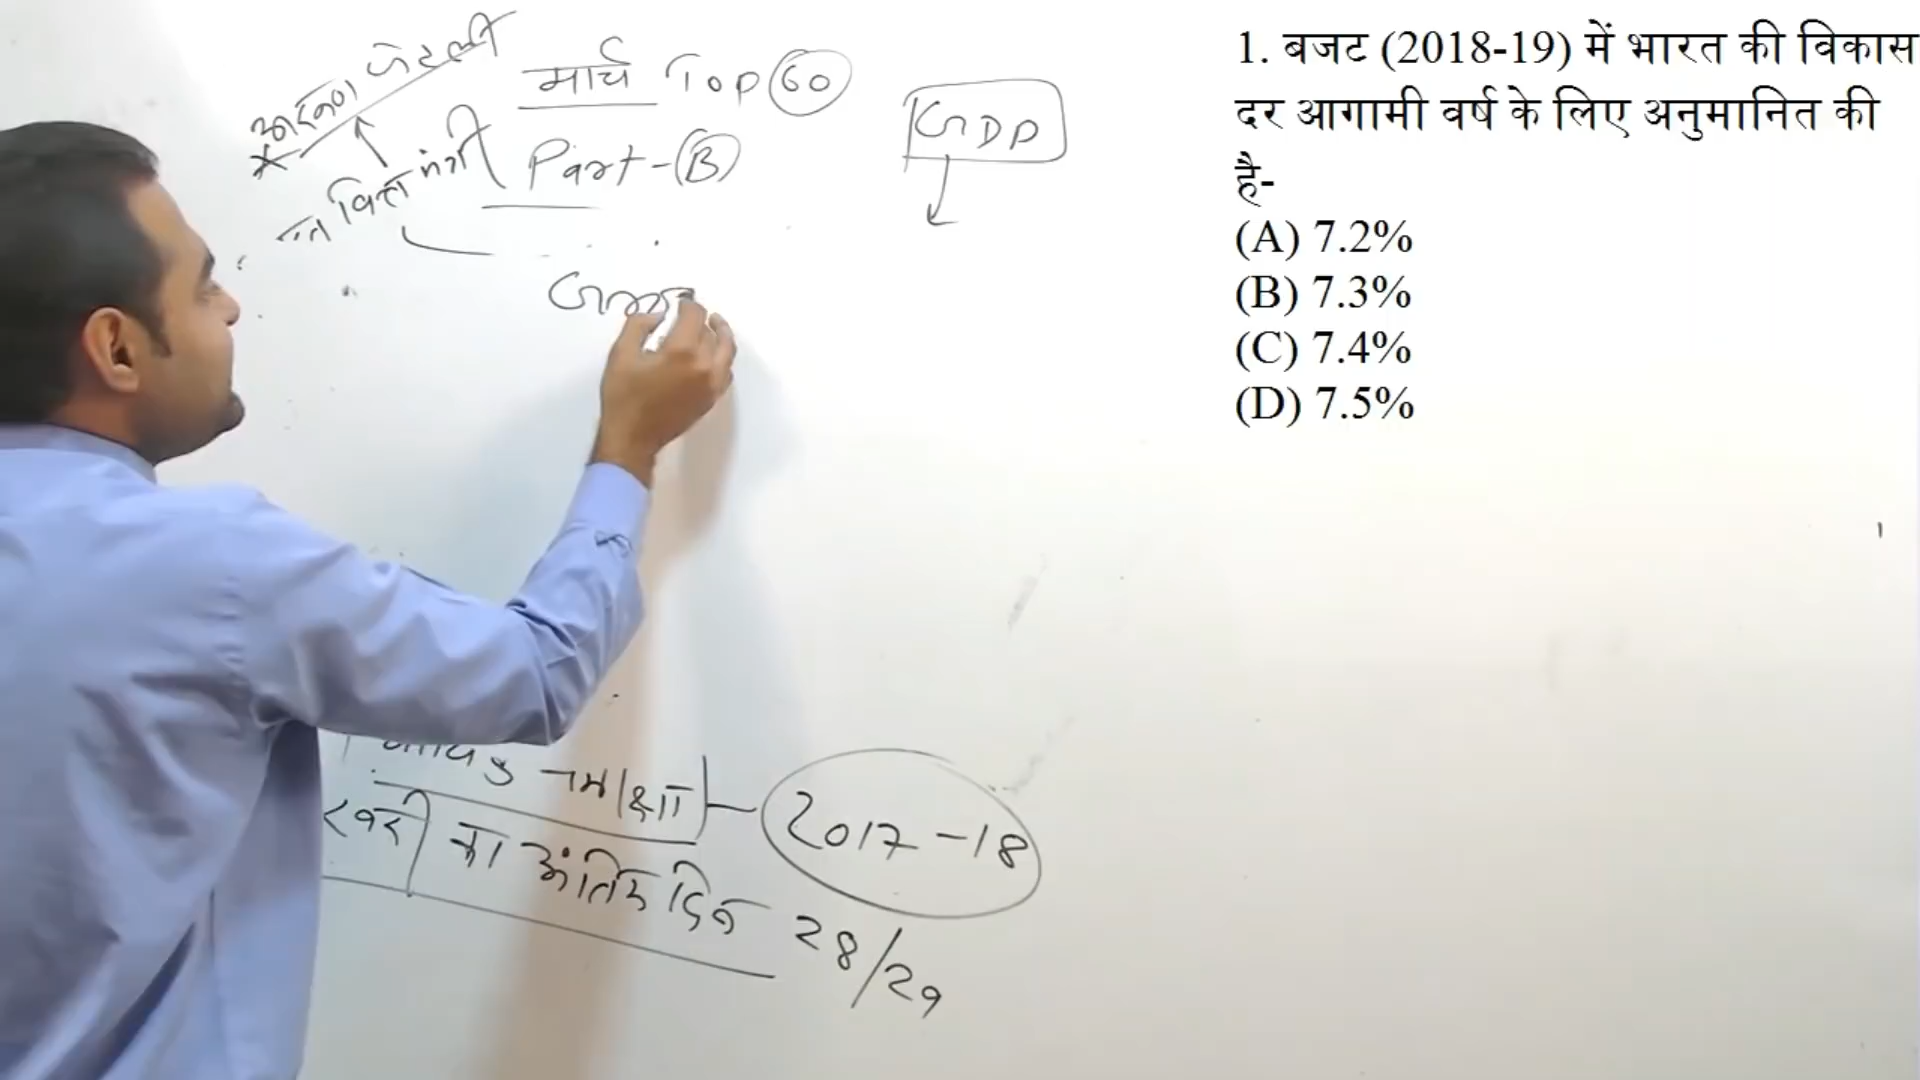 अरुण जेटली
मार्च Top 60
वित्त मंत्री
Part-B
GDP
समीक्षा - 2017-18
का अंतिम दिन 28/29
1. बजट (2018-19) में भारत की विकास
दर आगामी वर्ष के लिए अनुमानित की
है-
(A) 7.2%
(B) 7.3%
(C) 7.4%
(D) 7.5%